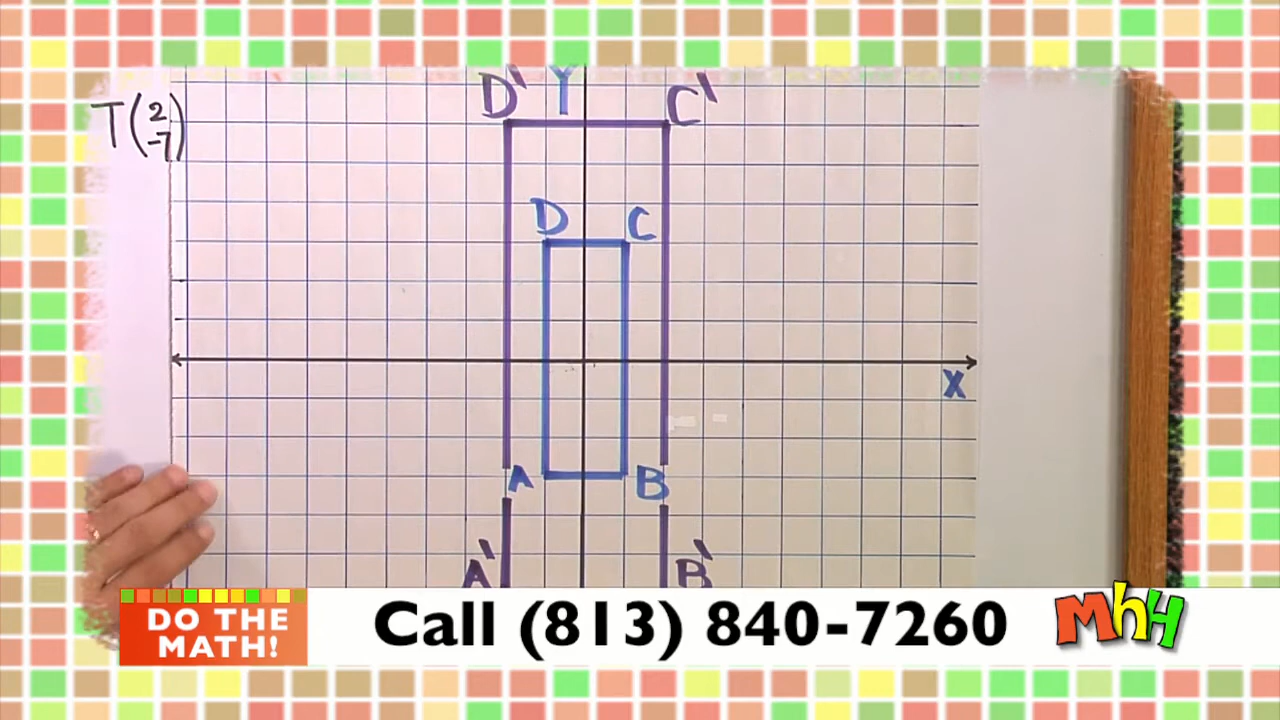 D' Y C'
T(2
-7)
D C
X
A B
A' B'
DO THE
MATH!
Call (813) 840-7260
MhH